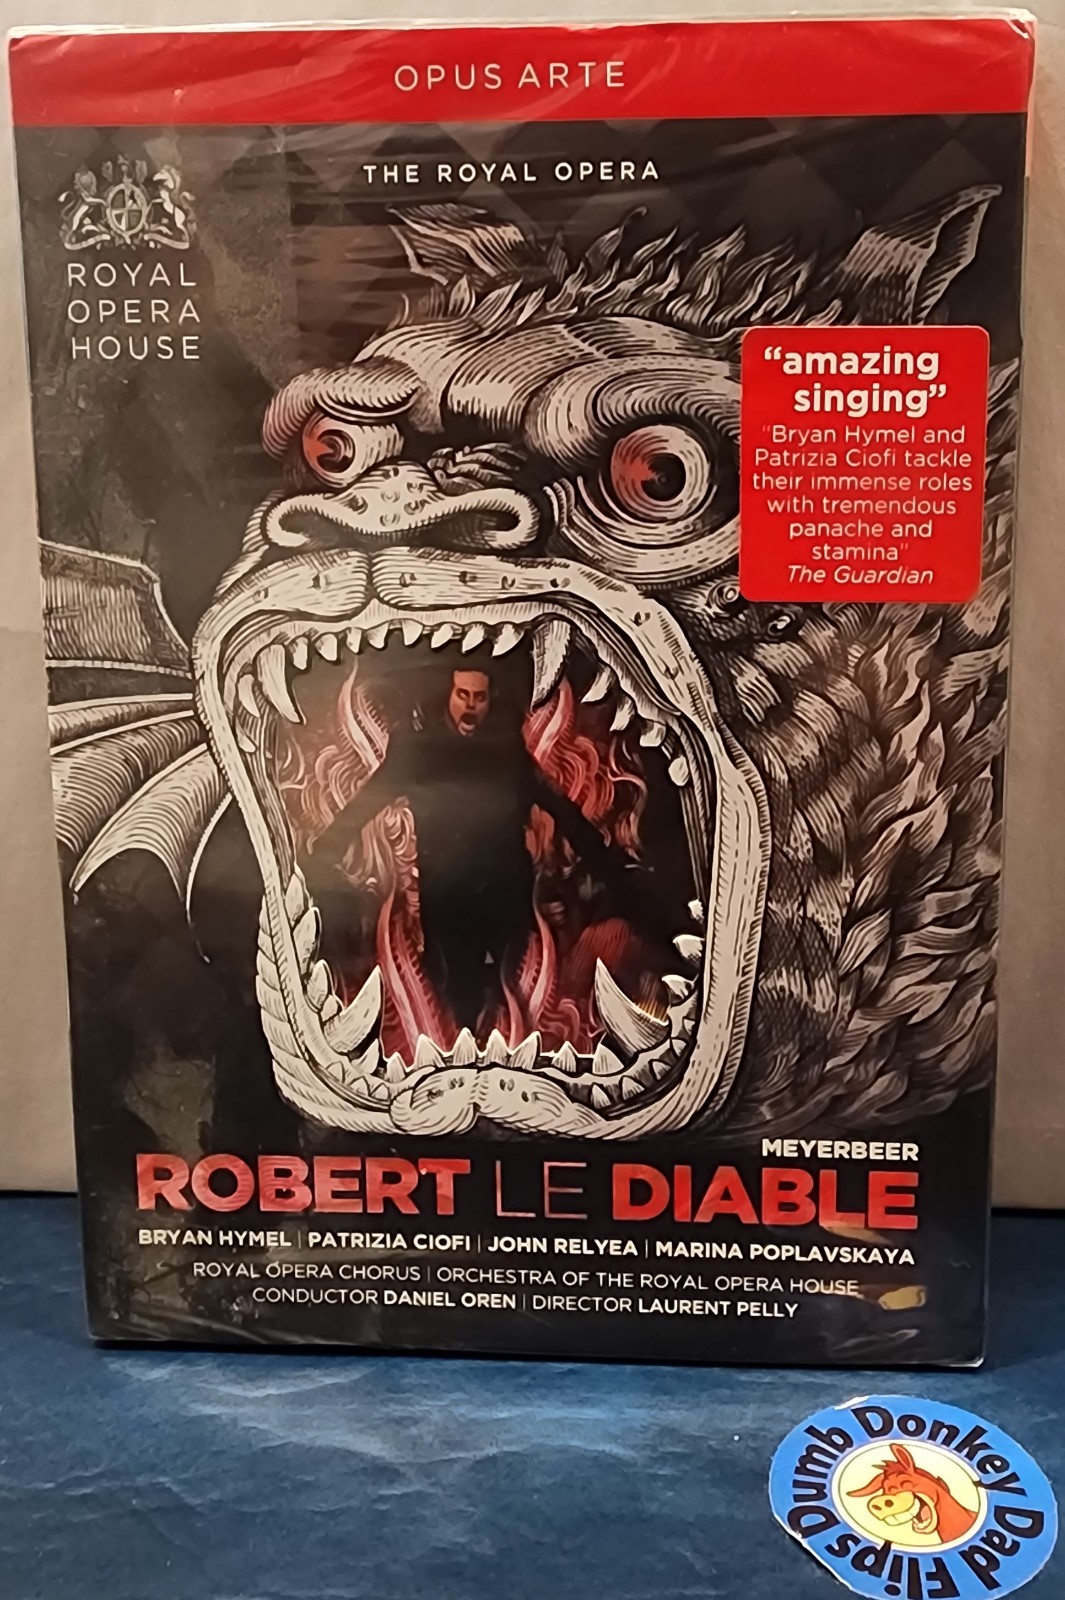 OPUS ARTE
THE ROYAL OPERA
ROYAL
OPERA
HOUSE
“amazing
singing”
"Bryan Hymel and
Patrizia Ciofi tackle
their immense roles
with tremendous
panache and
stamina"
The Guardian
MEYERBEER
ROBERT LE DIABLE
BRYAN HYMEL | PATRIZIA CIOFI | JOHN RELYEA | MARINA POPLAVSKAYA
ROYAL OPERA CHORUS | ORCHESTRA OF THE ROYAL OPERA HOUSE
CONDUCTOR DANIEL OREN | DIRECTOR LAURENT PELLY
Dumb Donkey Dad Flips